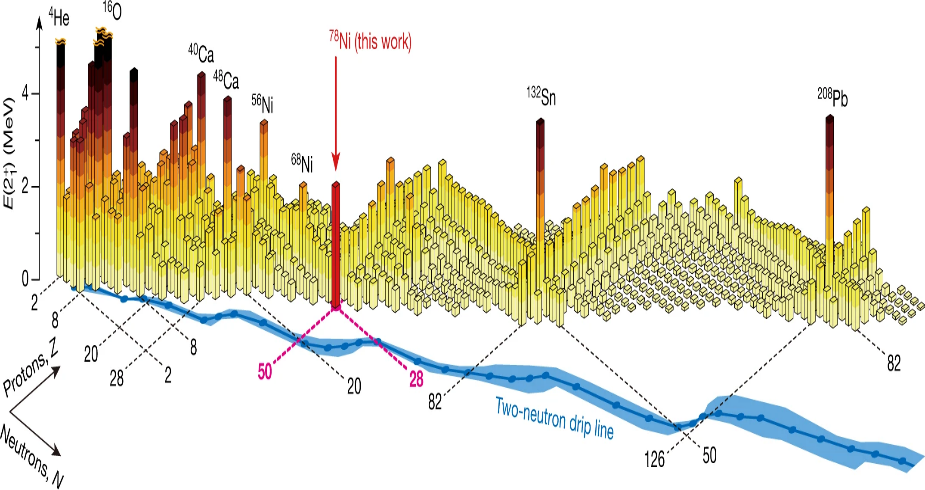 ⁴He
¹⁶O
⁴⁰Ca
⁴⁸Ca
⁵⁶Ni
⁶⁸Ni
⁷⁸Ni (this work)
¹³²Sn
²⁰⁸Pb
E(2⁺₁) (MeV)
4
2
0
2
8
20
28
8
2
50
20
28
82
126
50
82
Protons, Z
Neutrons, N
Two-neutron drip line